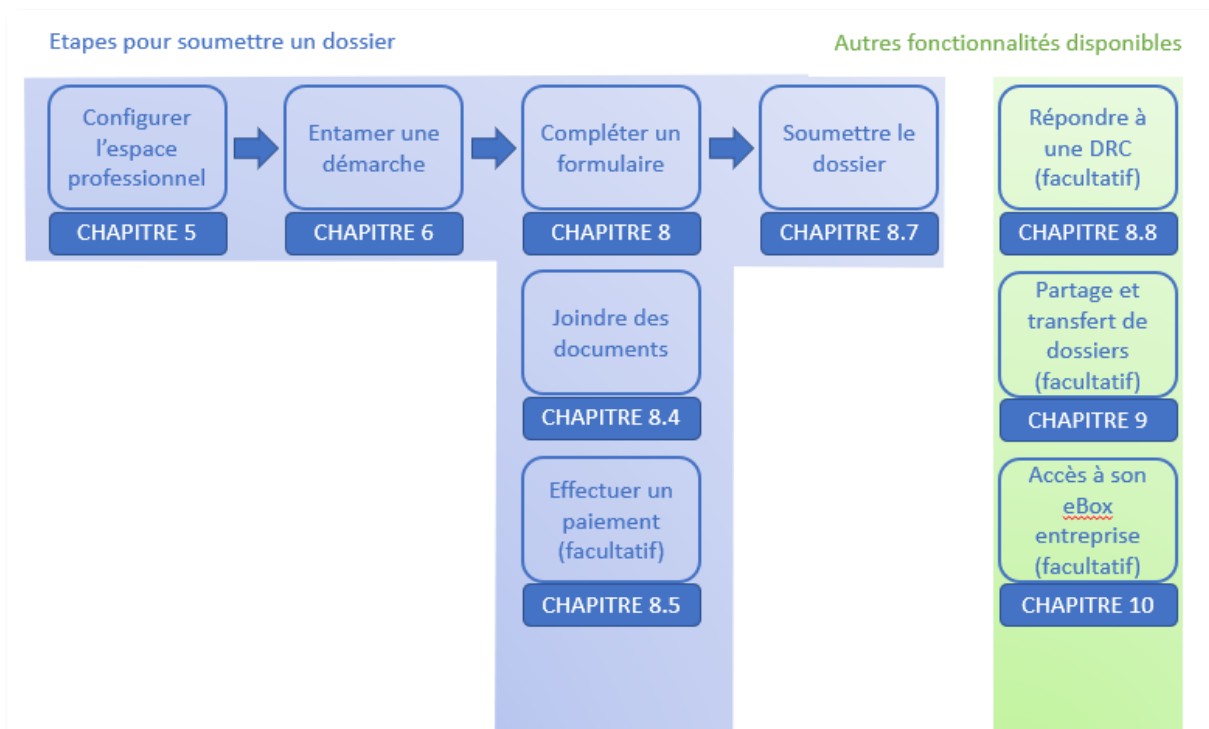 Etapes pour soumettre un dossier
Autres fonctionnalités disponibles
Configurer
l'espace
professionnel
CHAPITRE 5
Entamer une
démarche
CHAPITRE 6
Compléter un
formulaire
CHAPITRE 8
Soumettre le
dossier
CHAPITRE 8.7
Joindre des
documents
CHAPITRE 8.4
Effectuer un
paiement
(facultatif)
CHAPITRE 8.5
Répondre à
une DRC
(facultatif)
CHAPITRE 8.8
Partage et
transfert de
dossiers
(facultatif)
CHAPITRE 9
Accès à son
eBox
entreprise
(facultatif)
CHAPITRE 10